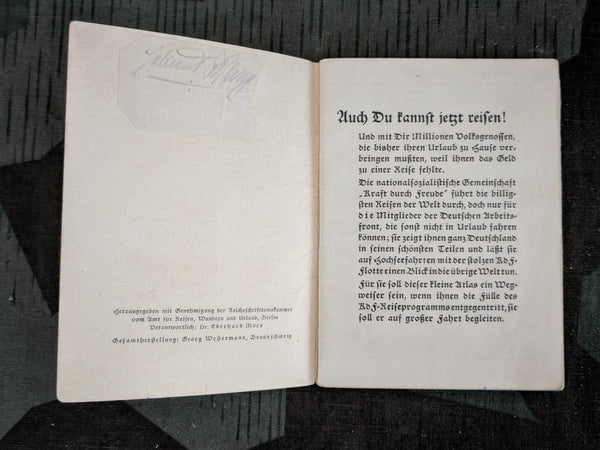 Herausgegeben mit Genehmigung der Reichsschrifttumskammer
vom Amt für Reisen, Wandern und Urlaub, Berlin
Verantwortlich: Dr. Eberhard Moes
Gesamtherstellung: Georg Westermann, Braunschweig
Auch Du kannst jetzt reisen!
Und mit Dir Millionen Volksgenossen,
die bisher ihren Urlaub zu Hause ver-
bringen mußten, weil ihnen das Geld
zu einer Reise fehlte.
Die nationalsozialistische Gemeinschaft
„Kraft durch Freude" führt die billig-
sten Reisen der Welt durch, doch nur für
die Mitglieder der Deutschen Arbeits-
front, die sonst nicht in Urlaub fahren
können; sie zeigt ihnen ganz Deutschland
in seinen schönsten Teilen und läßt sie
auf Hochseefahrten mit der stolzen KdF-
Flotte einen Blick in die übrige Welt tun.
Für sie soll dieser kleine Atlas ein Weg-
weiser sein, wenn ihnen die Fülle des
KdF-Reiseprogramms entgegentritt, sie
soll er auf großer Fahrt begleiten.